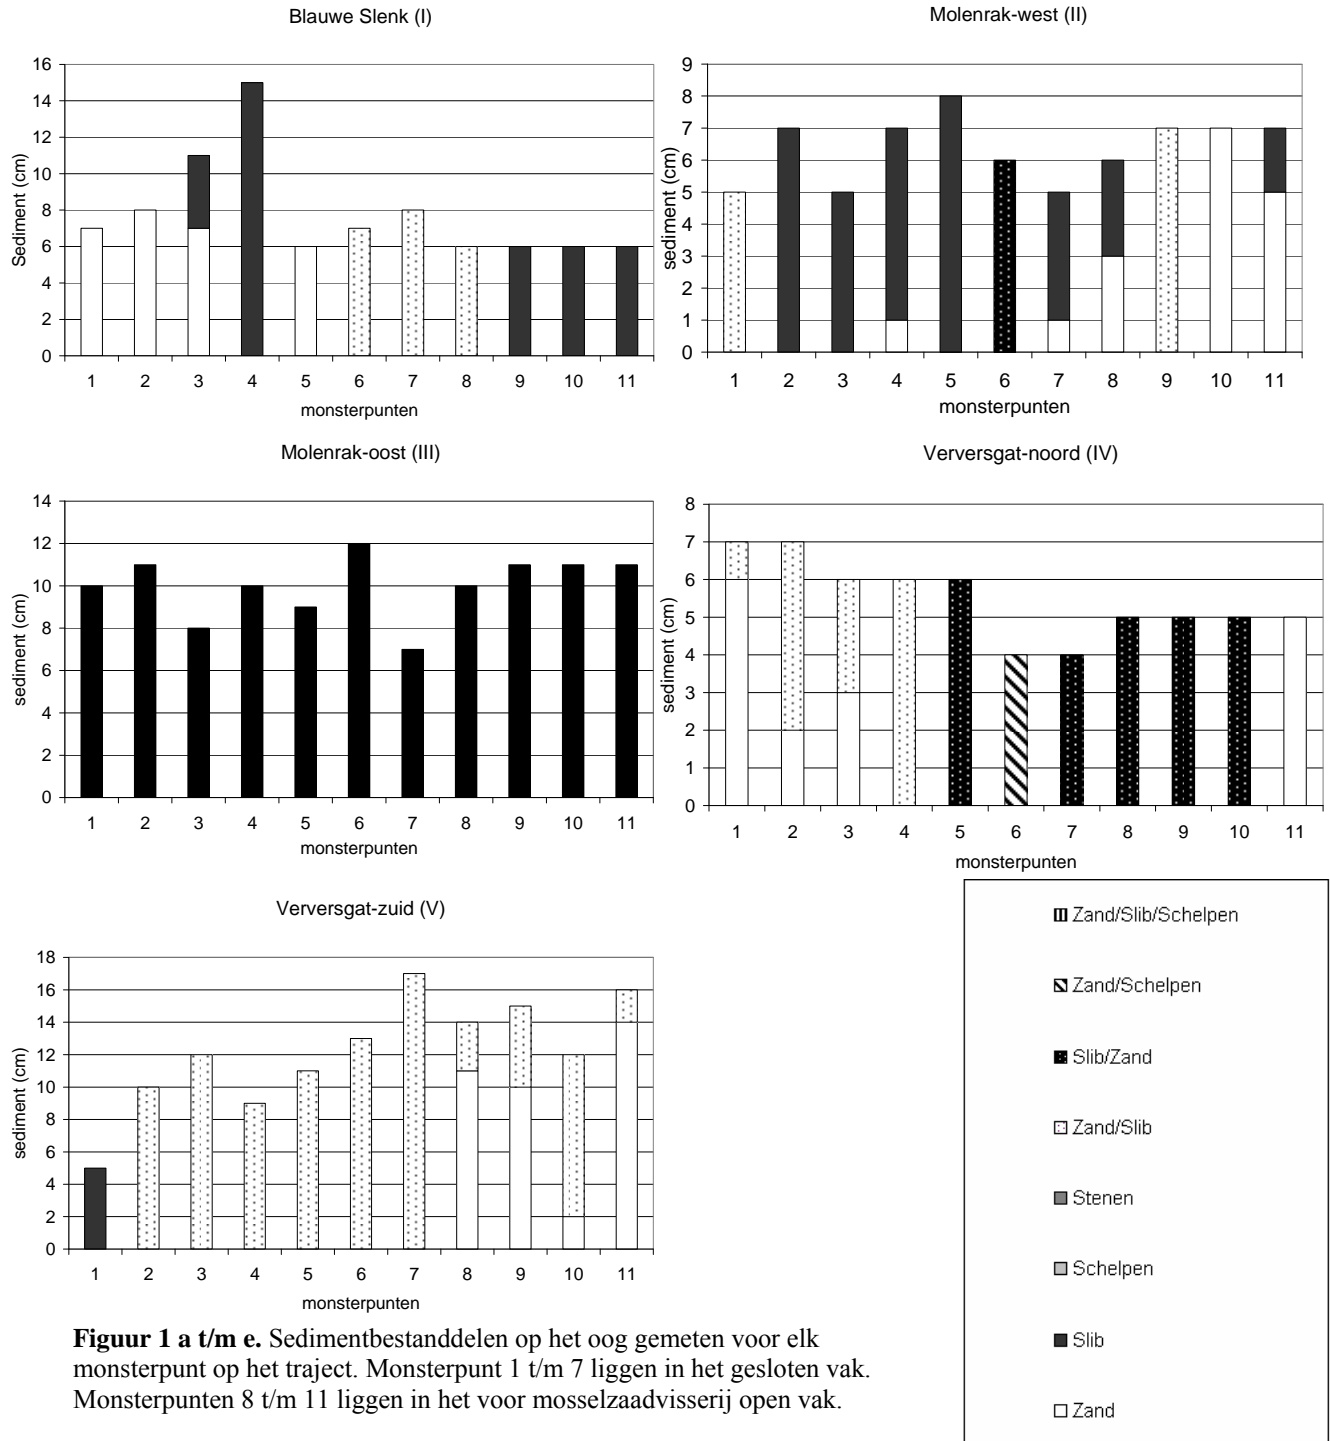 Blauwe Slenk (I)
16
14
12
10
8
6
4
2
0
Sediment (cm)
1 2 3 4 5 6 7 8 9 10 11
monsterpunten
Molenrak-west (II)
9
8
7
6
5
4
3
2
1
0
sediment (cm)
1 2 3 4 5 6 7 8 9 10 11
monsterpunten
Molenrak-oost (III)
14
12
10
8
6
4
2
0
sediment (cm)
1 2 3 4 5 6 7 8 9 10 11
monsterpunten
Ververgat-noord (IV)
8
7
6
5
4
3
2
1
0
sediment (cm)
1 2 3 4 5 6 7 8 9 10 11
monsterpunten
Ververgat-zuid (V)
18
16
14
12
10
8
6
4
2
0
sediment (cm)
1 2 3 4 5 6 7 8 9 10 11
monsterpunten
Zand/Slib/Schelpen
Zand/Schelpen
Slib/Zand
Zand/Slib
Stenen
Schelpen
Slib
Zand
Figuur 1 a t/m e. Sedimentbestanddelen op het oog gemeten voor elk
monsterpunt op het traject. Monsterpunt 1 t/m 7 liggen in het gesloten vak.
Monsterpunten 8 t/m 11 liggen in het voor mosselzaadvisserij open vak.